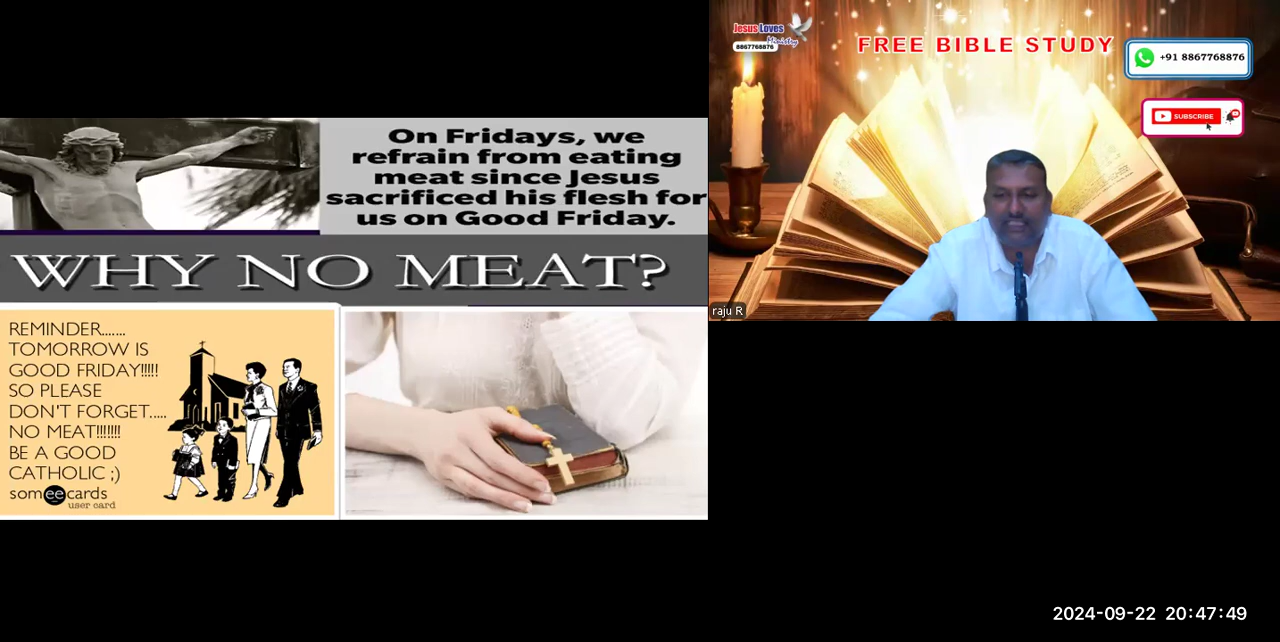 On Fridays, we
refrain from eating
meat since Jesus
sacrificed his flesh for
us on Good Friday.
WHY NO MEAT?
REMINDER.......
TOMORROW IS
GOOD FRIDAY!!!!!
SO PLEASE
DON'T FORGET.....
NO MEAT!!!!!!!
BE A GOOD
CATHOLIC ;)
someecards
user card
Jesus Loves
Ministry
8867768876
FREE BIBLE STUDY
+91 8867768876
SUBSCRIBE
raju R
2024-09-22 20:47:49